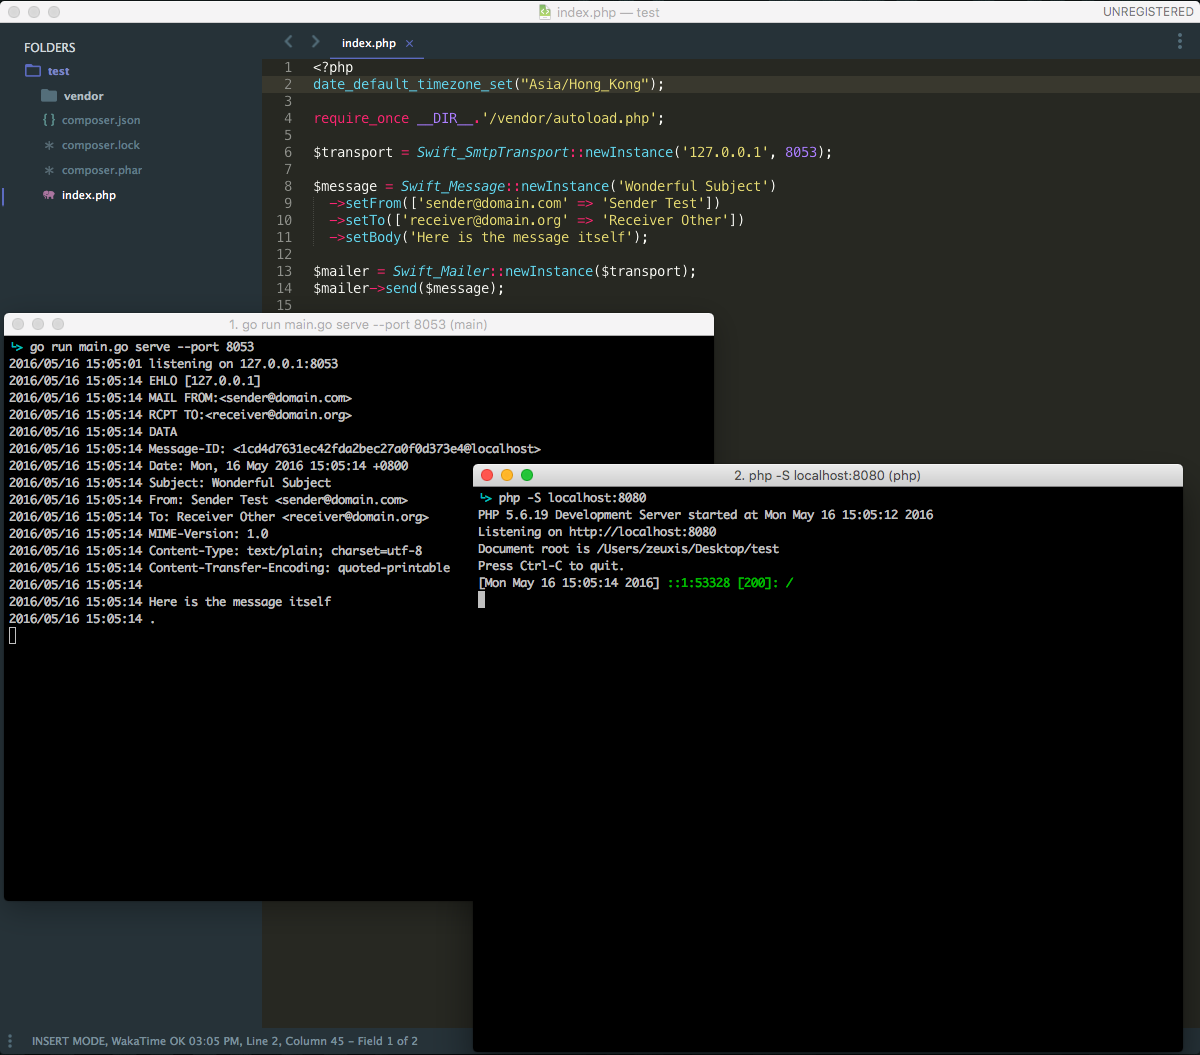 index.php — test
UNREGISTERED
FOLDERS
test
vendor
composer.json
composer.lock
composer.phar
index.php
index.php ×
1 <?php
2 date_default_timezone_set("Asia/Hong_Kong");
3
4 require_once __DIR__.'/vendor/autoload.php';
5
6 $transport = Swift_SmtpTransport::newInstance('127.0.0.1', 8053);
7
8 $message = Swift_Message::newInstance('Wonderful Subject')
9 ->setFrom(['sender@domain.com' => 'Sender Test'])
10 ->setTo(['receiver@domain.org' => 'Receiver Other'])
11 ->setBody('Here is the message itself');
12
13 $mailer = Swift_Mailer::newInstance($transport);
14 $mailer->send($message);
15
1. go run main.go serve --port 8053 (main)
go run main.go serve --port 8053
2016/05/16 15:05:01 listening on 127.0.0.1:8053
2016/05/16 15:05:14 EHLO [127.0.0.1]
2016/05/16 15:05:14 MAIL FROM:<sender@domain.com>
2016/05/16 15:05:14 RCPT TO:<receiver@domain.org>
2016/05/16 15:05:14 DATA
2016/05/16 15:05:14 Message-ID: <1cd4d7631ec42fda2bec27a0f0d373e4@localhost>
2016/05/16 15:05:14 Date: Mon, 16 May 2016 15:05:14 +0800
2016/05/16 15:05:14 Subject: Wonderful Subject
2016/05/16 15:05:14 From: Sender Test <sender@domain.com>
2016/05/16 15:05:14 To: Receiver Other <receiver@domain.org>
2016/05/16 15:05:14 MIME-Version: 1.0
2016/05/16 15:05:14 Content-Type: text/plain; charset=utf-8
2016/05/16 15:05:14 Content-Transfer-Encoding: quoted-printable
2016/05/16 15:05:14
2016/05/16 15:05:14 Here is the message itself
2016/05/16 15:05:14 .
2. php -S localhost:8080 (php)
php -S localhost:8080
PHP 5.6.19 Development Server started at Mon May 16 15:05:12 2016
Listening on http://localhost:8080
Document root is /Users/zeuxis/Desktop/test
Press Ctrl-C to quit.
[Mon May 16 15:05:14 2016] ::1:53328 [200]: /
INSERT MODE, WakaTime OK 03:05 PM, Line 2, Column 45 – Field 1 of 2